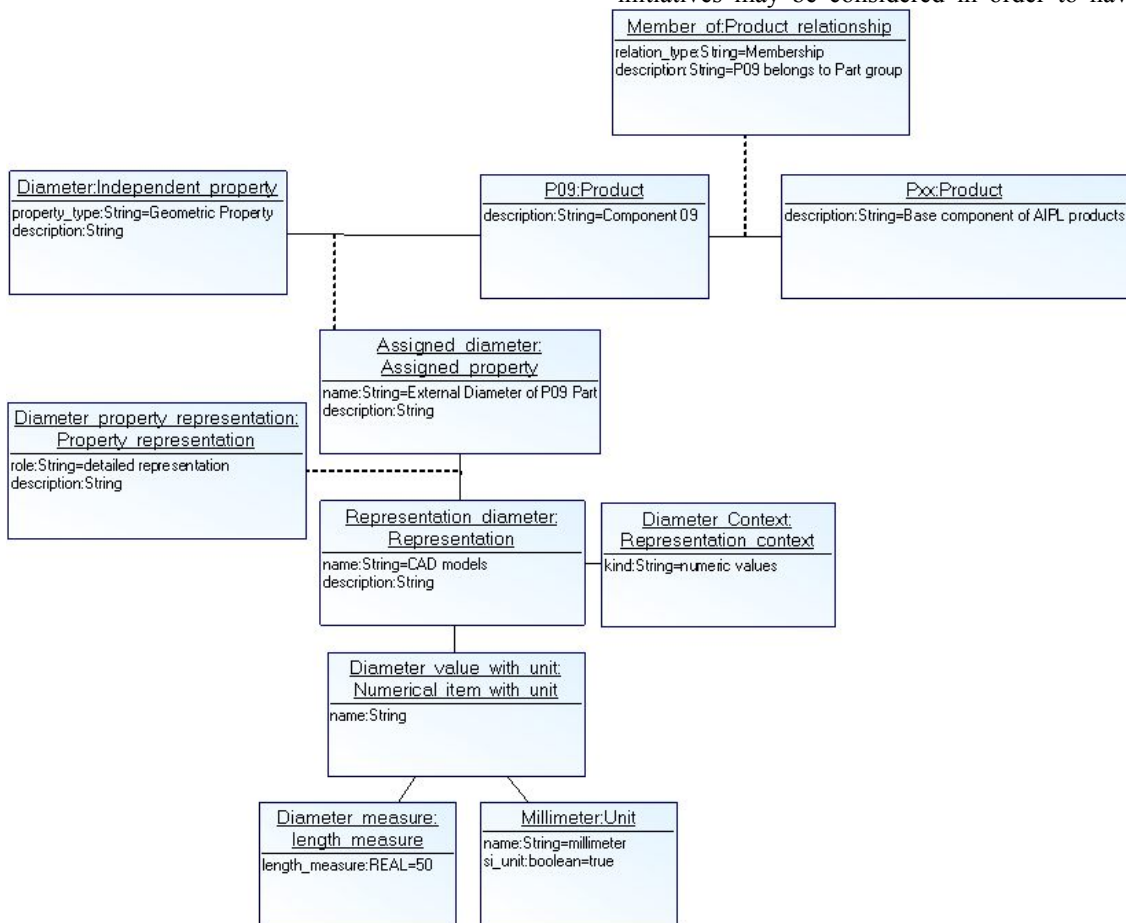 initiatives may be considered in order to hav
Member of:Product relationship
relation_type:String=Membership
description:String=P09 belongs to Part group
Diameter:Independent property
property_type:String=Geometric Property
description:String
P09:Product
description:String=Component 09
Pxx:Product
description:String=Base component of AIPL products
Assigned diameter:
Assigned property
name:String=External Diameter of P09 Part
description:String
Diameter property representation:
Property representation
role:String=detailed representation
description:String
Representation diameter:
Representation
name:String=CAD models
description:String
Diameter Context:
Representation context
kind:String=numeric values
Diameter value with unit:
Numerical item with unit
name:String
Diameter measure:
length measure
length_measure:REAL=50
Millimeter:Unit
name:String=millimeter
si_unit:boolean=true